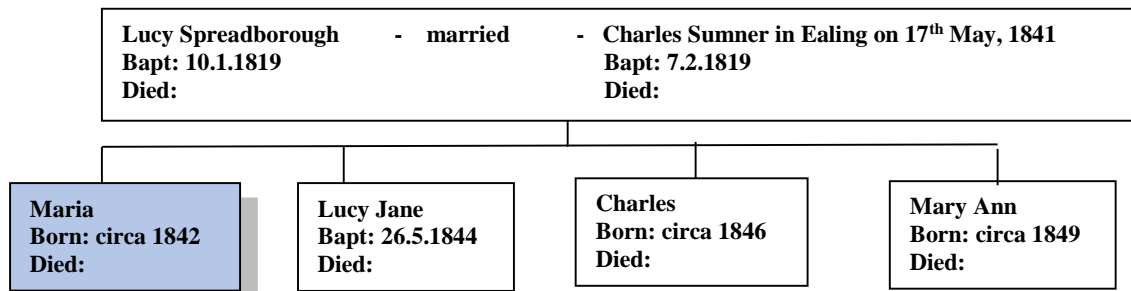 Lucy Spreadborough - married - Charles Sumner in Ealing on 17th May, 1841
Bapt: 10.1.1819 Bapt: 7.2.1819
Died: Died:
Maria
Born: circa 1842
Died:
Lucy Jane
Bapt: 26.5.1844
Died:
Charles
Born: circa 1846
Died:
Mary Ann
Born: circa 1849
Died: